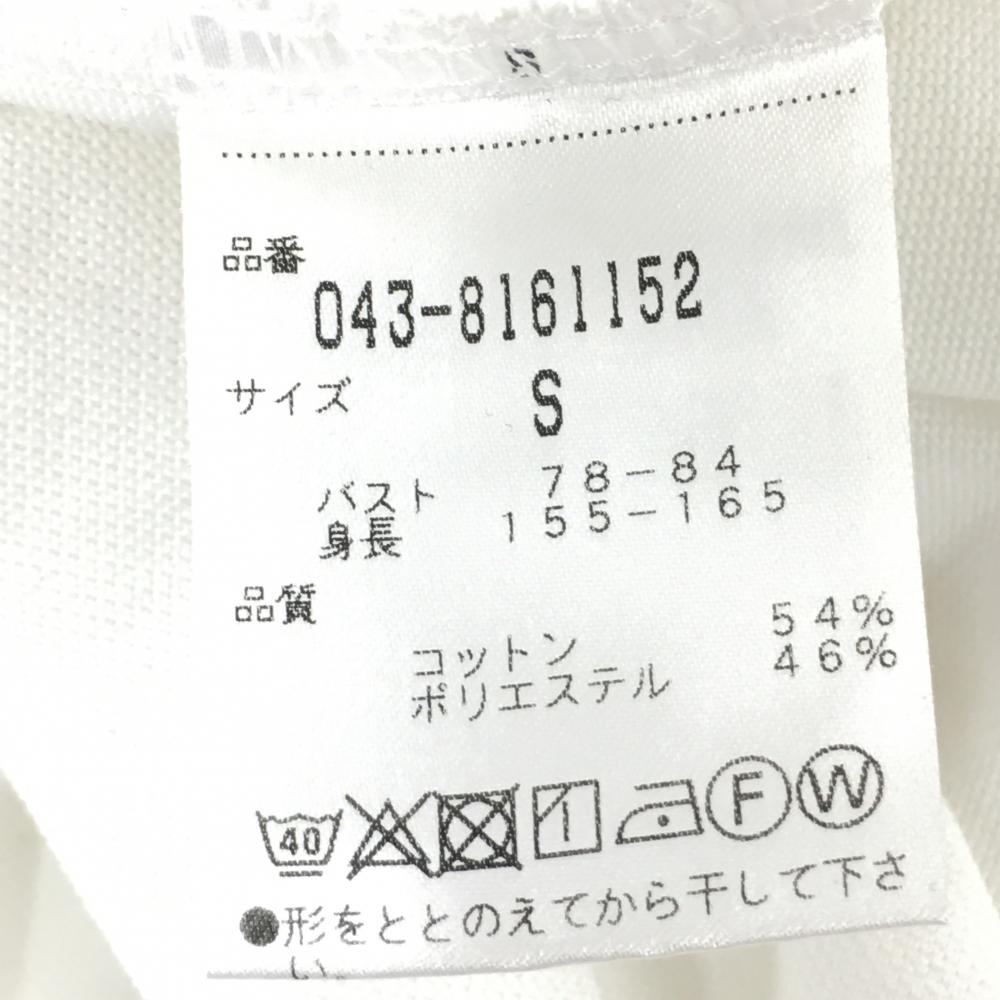 S
品番
043-8161152
サイズ S
バスト 78-84
身長 155-165
品質
コットン 54%
ポリエステル 46%
40 F W
●形をととのえてから干して下さ
い。